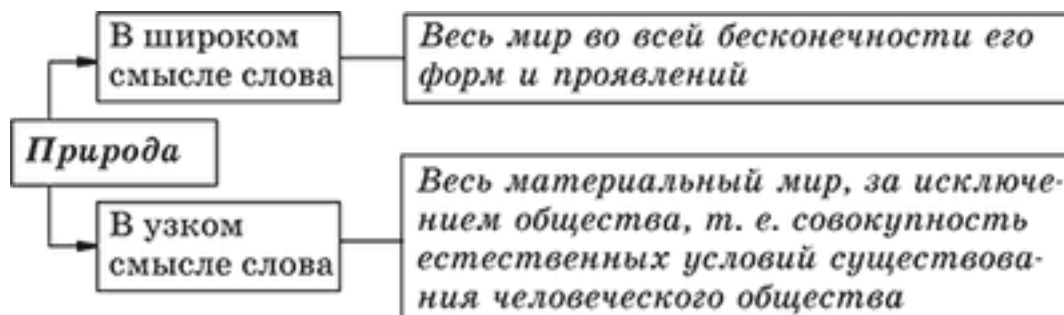 В широком
смысле слова
Весь мир во всей бесконечности его
форм и проявлений
Природа
В узком
смысле слова
Весь материальный мир, за исключе-
нием общества, т. е. совокупность
естественных условий существова-
ния человеческого общества